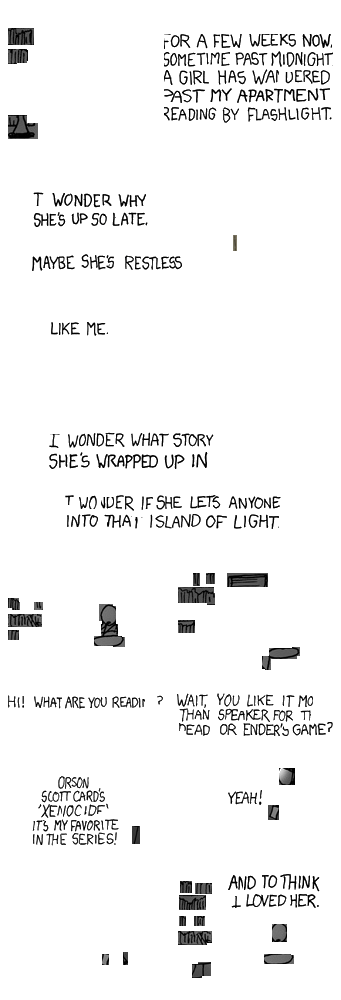 FOR A FEW WEEKS NOW,
SOMETIME PAST MIDNIGHT
A GIRL HAS WANDERED
PAST MY APARTMENT
READING BY FLASHLIGHT.
I WONDER WHY
SHE'S UP SO LATE.
MAYBE SHE'S RESTLESS
LIKE ME.
I WONDER WHAT STORY
SHE'S WRAPPED UP IN
I WONDER IF SHE LETS ANYONE
INTO THAT ISLAND OF LIGHT.
HI! WHAT ARE YOU READING?
ORSON
SCOTT CARD'S
'XENOCIDE'
IT'S MY FAVORITE
IN THE SERIES!
WAIT, YOU LIKE IT MO
THAN SPEAKER FOR TH
DEAD OR ENDER'S GAME?
YEAH!
AND TO THINK
I LOVED HER.